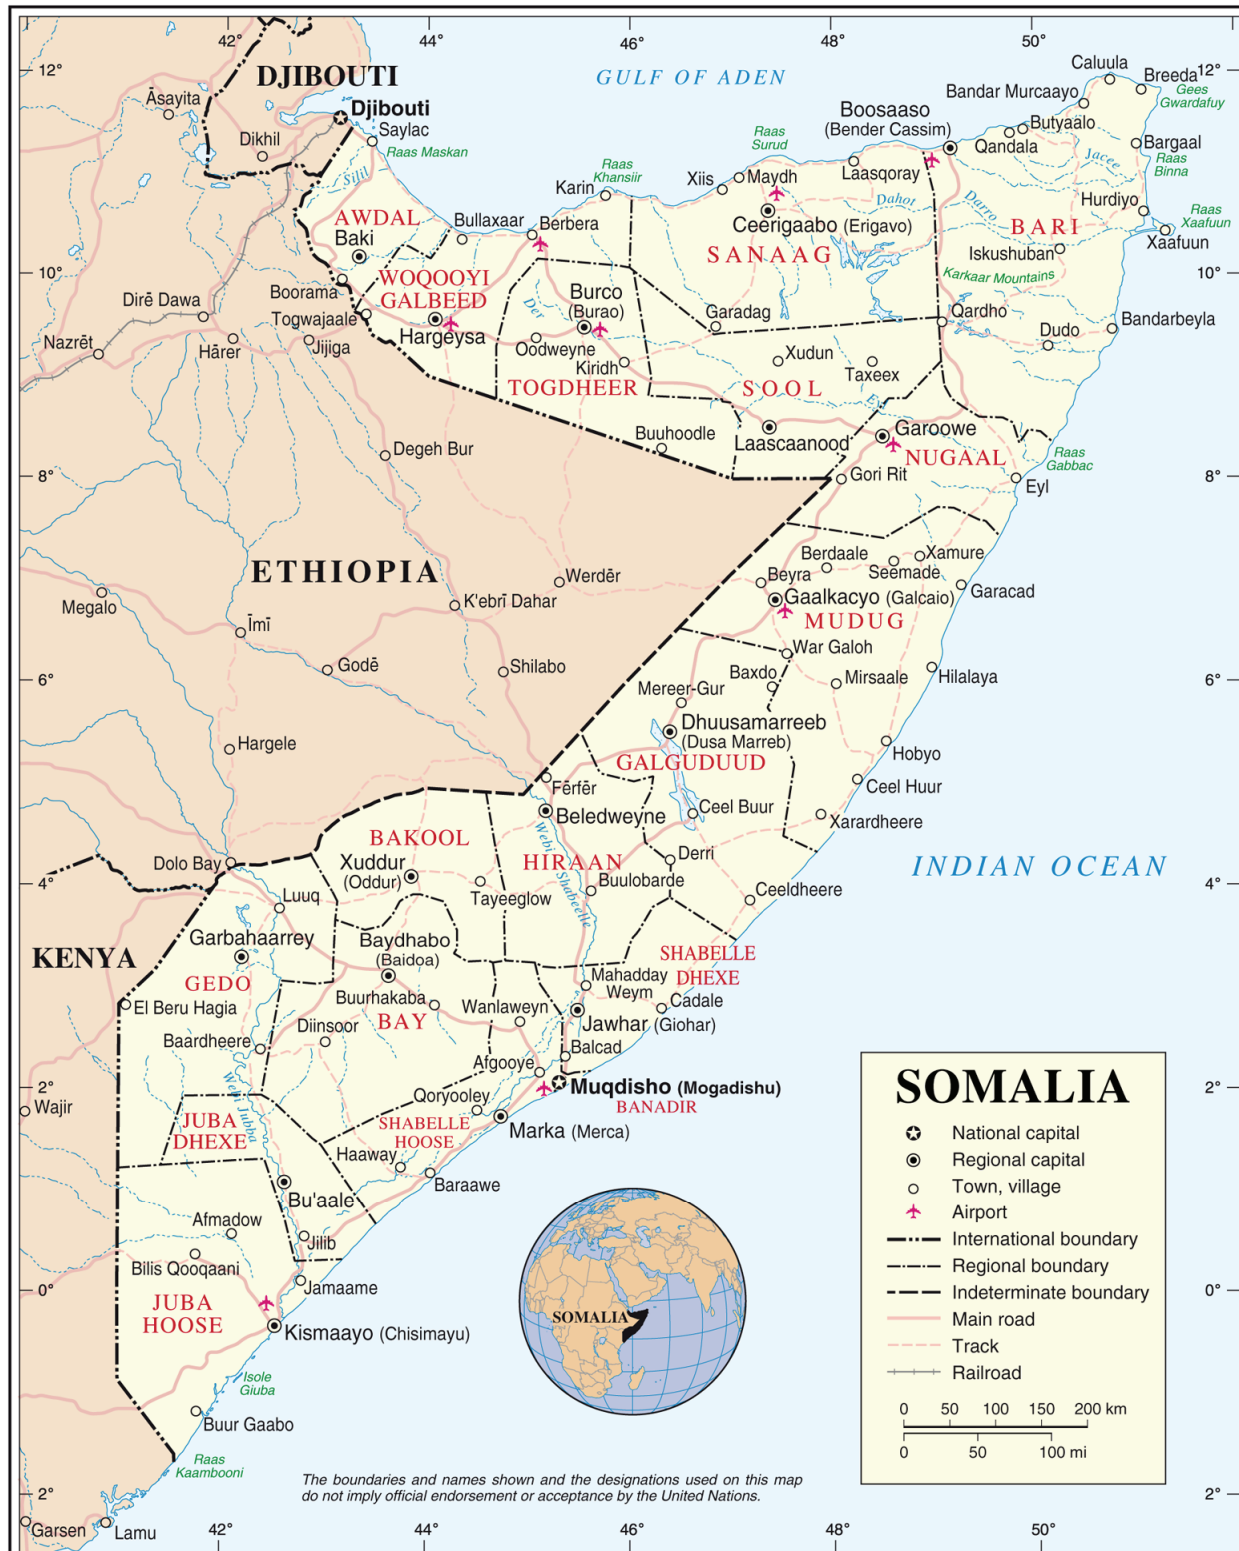 42°
44°
46°
48°
50°
12°
12°
DJIBOUTI
GULF OF ADEN
Caluula
Breeda
Gees
Gwardafuy
Bandar Murcaayo
Āsayita
Djibouti
Boosaaso
(Bender Cassim)
Butyaalo
Qandala
Dikhil
Saylac
Raas Maskan
Raas
Surud
Bargaal
Jacee
Raas
Binna
Silil
Raas
Khansiir
Karin
Xiis
Maydh
Laasqoray
Dahot
Darro
Hurdiyo
Raas
Xaafuun
Xaafuun
AWDAL
Baki
Bullaxaar
Berbera
Ceerigaabo (Erigavo)
SANAAG
BARI
Iskushuban
10°
10°
Karkaar Mountains
WOQOOYI
GALBEED
Boorama
Togwajaale
Hargeysa
Der
Burco
(Burao)
Garadag
Qardho
Bandarbeyla
Dudo
Dirē Dawa
Nazrēt
Hārer
Jijiga
Oodweyne
Kiridh
Xudun
Taxeex
TOGDHEER
SOOL
Eyl
Buuhoodle
Laascaanood
Garoowe
NUGAAL
Raas
Gabbac
Degeh Bur
8°
8°
Gori Rit
Eyl
ETHIOPIA
Werdēr
Berdaale
Xamure
Seemade
Beyra
Garacad
Gaalkacyo (Galcaio)
MUDUG
Megalo
K'ebrī Dahar
Īmī
War Galoh
Godē
Shilabo
Baxdo
Mirsaale
Hilalaya
6°
6°
Mereer-Gur
Dhuusamarreeb
(Dusa Marreb)
GALGUDUUD
Hobyo
Hargele
Fērfēr
Ceel Huur
Ceel Buur
Xarardheere
Beledweyne
BAKOOL
Webi Shabeelle
Dolo Bay
Xuddur
(Oddur)
HIRAAN
Derri
INDIAN OCEAN
4°
4°
Luuq
Tayeeglow
Buulobarde
Ceeldheere
Garbahaarrey
Baydhabo
(Baidoa)
KENYA
SHABELLE
DHEXE
GEDO
El Beru Hagia
Buurhakaba
BAY
Wanlaweyn
Mahadday
Weym
Cadale
Diinsoor
Jawhar (Giohar)
Baardheere
Balcad
Afgooye
Webi Jubba
Muqdisho (Mogadishu)
BANADIR
2°
2°
Wajir
Qoryooley
JUBA
DHEXE
SHABELLE
HOOSE
Marka (Merca)
Haaway
Baraawe
Bu'aale
Afmadow
Jilib
Bilis Qooqaani
Jamaame
0°
0°
JUBA
HOOSE
Kismaayo (Chisimayu)
Isole
Giuba
Buur Gaabo
Raas
Kaambooni
2°
2°
Garsen
Lamu
42°
44°
46°
48°
50°
SOMALIA
SOMALIA
National capital
Regional capital
Town, village
Airport
International boundary
Regional boundary
Indeterminate boundary
Main road
Track
Railroad
0 50 100 150 200 km
0 50 100 mi
The boundaries and names shown and the designations used on this map
do not imply official endorsement or acceptance by the United Nations.